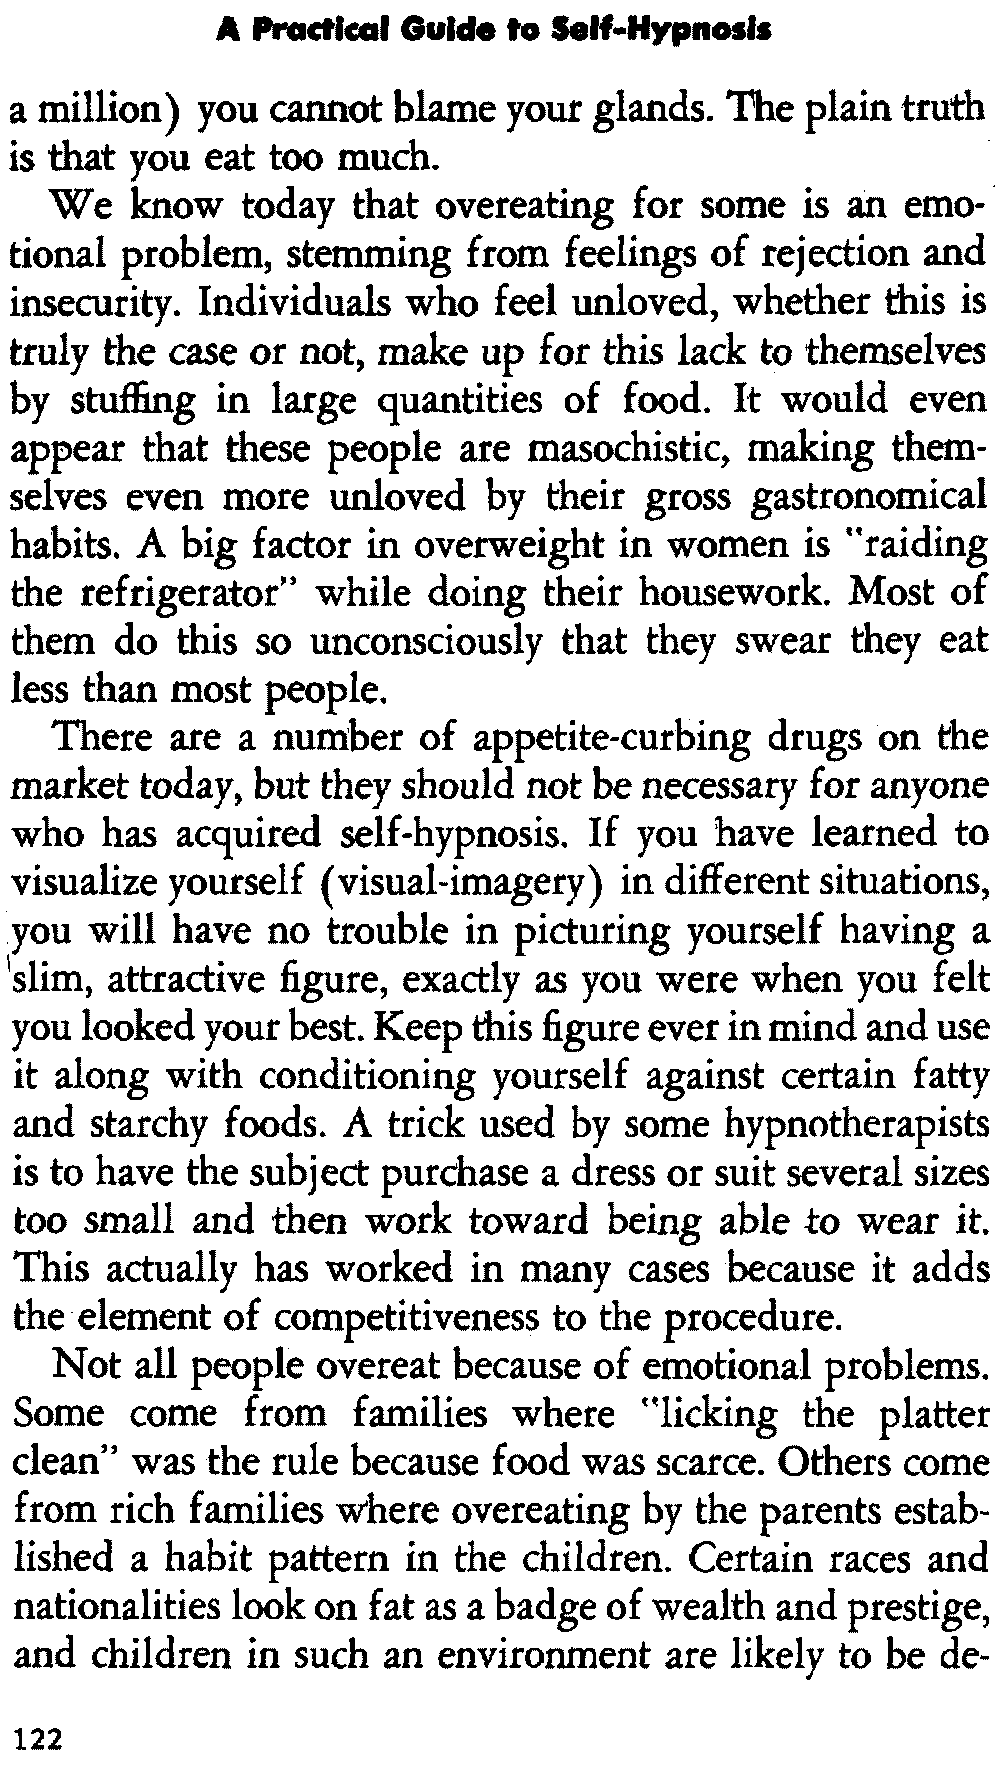 A Practical Guide to Self-Hypnosis
a million) you cannot blame your glands. The plain truth
is that you eat too much.
We know today that overeating for some is an emo-
tional problem, stemming from feelings of rejection and
insecurity. Individuals who feel unloved, whether this is
truly the case or not, make up for this lack to themselves
by stuffing in large quantities of food. It would even
appear that these people are masochistic, making them-
selves even more unloved by their gross gastronomical
habits. A big factor in overweight in women is "raiding
the refrigerator" while doing their housework. Most of
them do this so unconsciously that they swear they eat
less than most people.
There are a number of appetite-curbing drugs on the
market today, but they should not be necessary for anyone
who has acquired self-hypnosis. If you have learned to
visualize yourself (visual-imagery) in different situations,
you will have no trouble in picturing yourself having a
slim, attractive figure, exactly as you were when you felt
you looked your best. Keep this figure ever in mind and use
it along with conditioning yourself against certain fatty
and starchy foods. A trick used by some hypnotherapists
is to have the subject purchase a dress or suit several sizes
too small and then work toward being able to wear it.
This actually has worked in many cases because it adds
the element of competitiveness to the procedure.
Not all people overeat because of emotional problems.
Some come from families where "licking the platter
clean" was the rule because food was scarce. Others come
from rich families where overeating by the parents estab-
lished a habit pattern in the children. Certain races and
nationalities look on fat as a badge of wealth and prestige,
and children in such an environment are likely to be de-
122